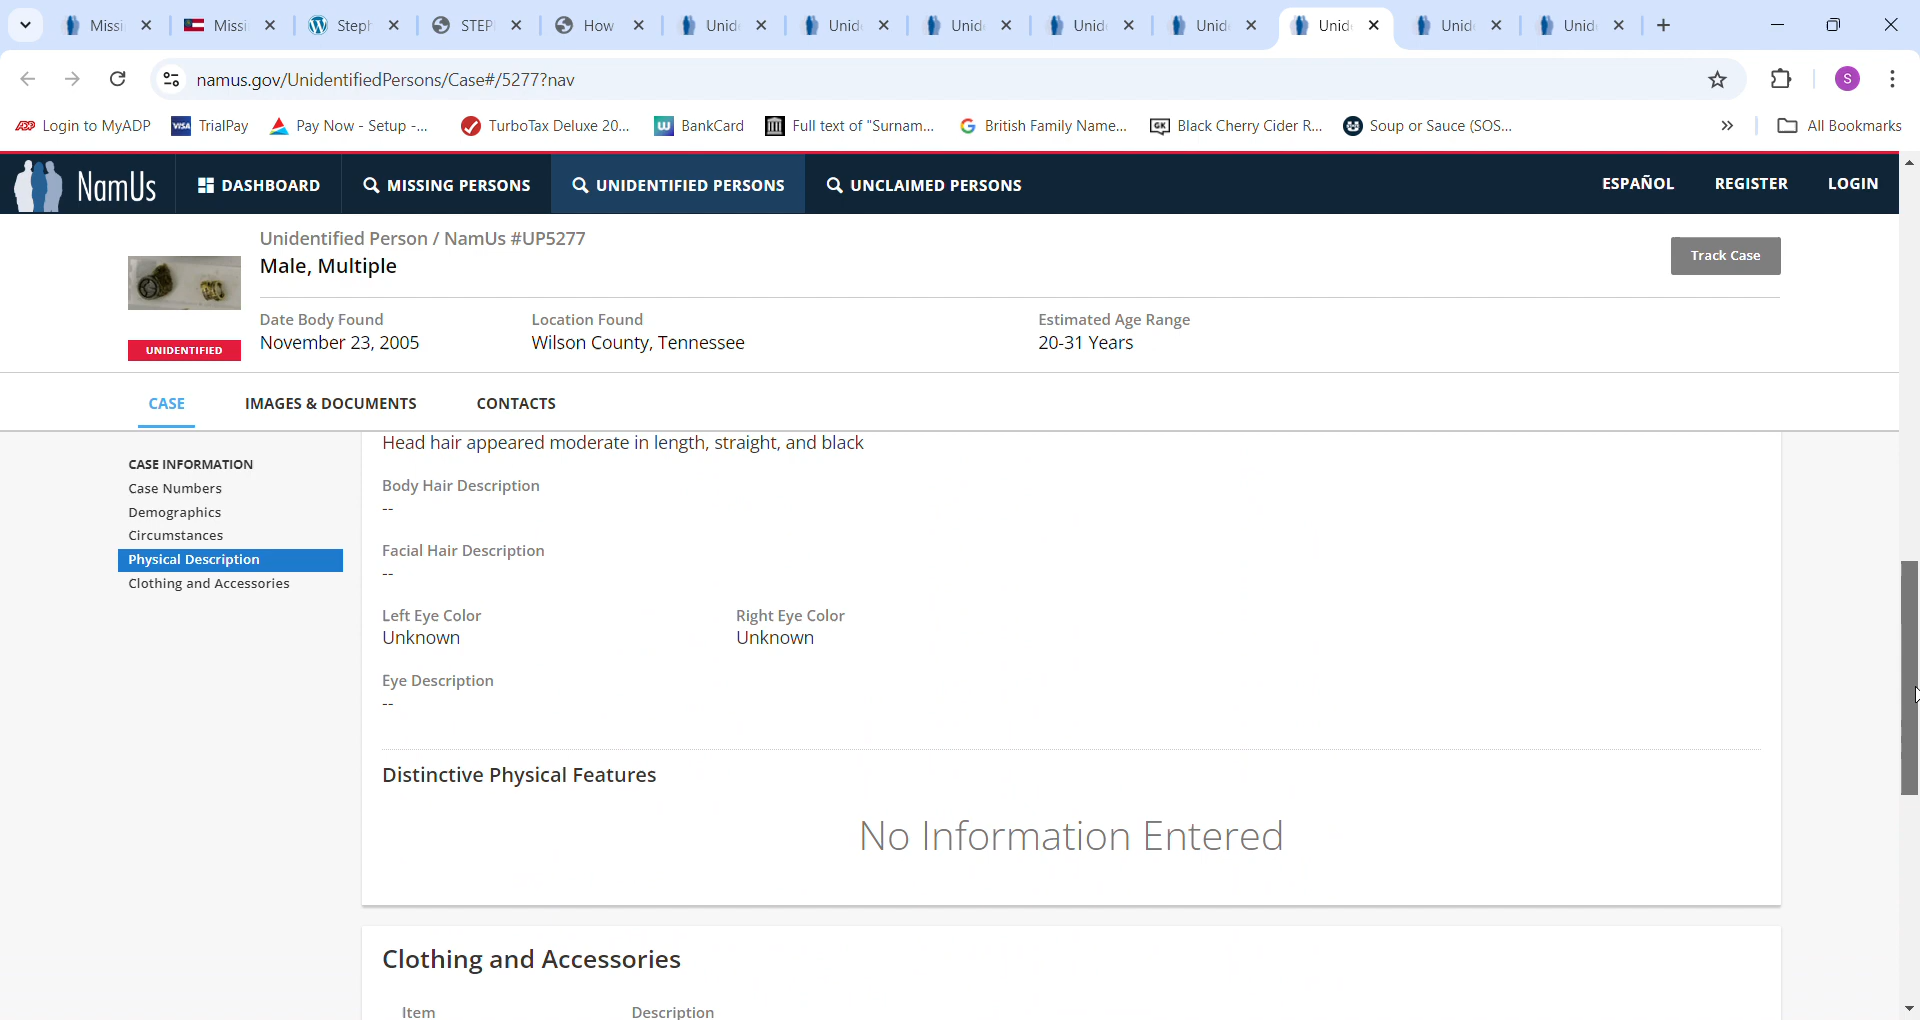 Missi
Missi
Steph
STEP
How
Unid
Unid
Unid
Unid
Unid
Unid
Unid
Unid
namus.gov/UnidentifiedPersons/Case#/5277?nav
S
Login to MyADP
VISA TrialPay
Pay Now - Setup -...
TurboTax Deluxe 20...
BankCard
Full text of "Surnam...
British Family Name...
GK Black Cherry Cider R...
Soup or Sauce (SOS...
All Bookmarks
NamUs
DASHBOARD
MISSING PERSONS
UNIDENTIFIED PERSONS
UNCLAIMED PERSONS
ESPAÑOL
REGISTER
LOGIN
Unidentified Person / NamUs #UP5277
Male, Multiple
Track Case
UNIDENTIFIED
Date Body Found
November 23, 2005
Location Found
Wilson County, Tennessee
Estimated Age Range
20-31 Years
CASE
IMAGES & DOCUMENTS
CONTACTS
CASE INFORMATION
Case Numbers
Demographics
Circumstances
Physical Description
Clothing and Accessories
Head hair appeared moderate in length, straight, and black
Body Hair Description
--
Facial Hair Description
--
Left Eye Color
Unknown
Right Eye Color
Unknown
Eye Description
--
Distinctive Physical Features
No Information Entered
Clothing and Accessories
Item
Description